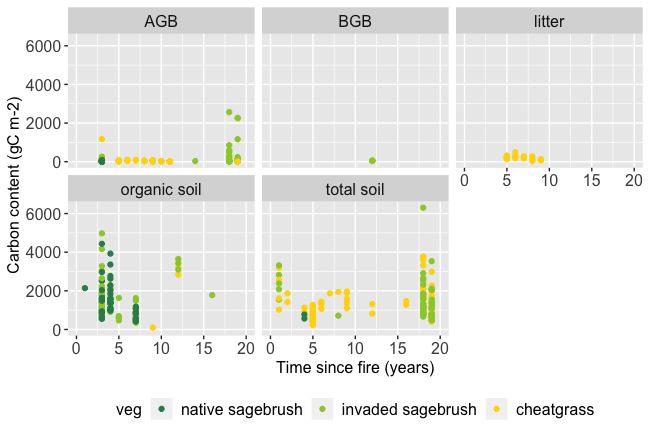 AGB BGB litter
6000
4000
2000
0
0 5 10 15 20
organic soil total soil
6000
4000
2000
0
0 5 10 15 20 0 5 10 15 20
Carbon content (gC m-2)
Time since fire (years)
veg native sagebrush invaded sagebrush cheatgrass